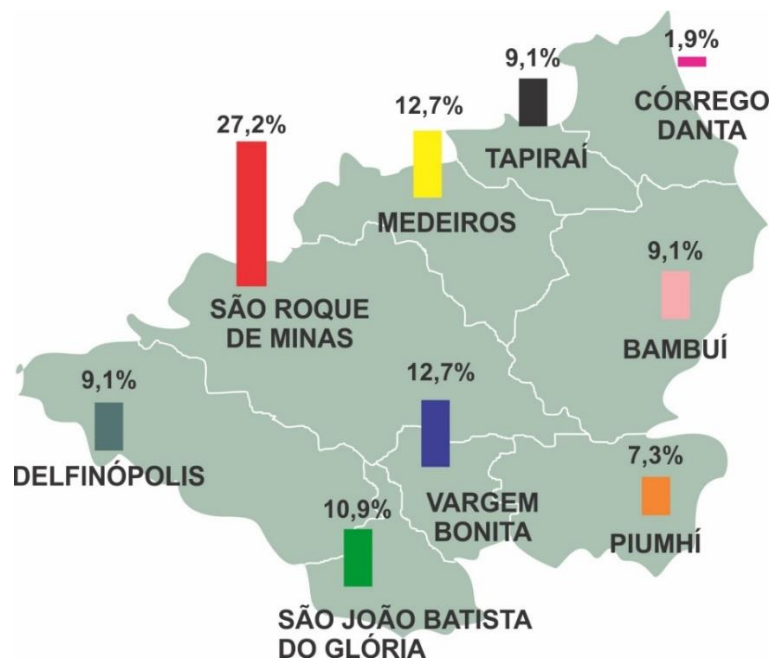 1,9%
CÓRREGO
DANTA
9,1%
TAPIRAÍ
12,7%
MEDEIROS
27,2%
SÃO ROQUE
DE MINAS
9,1%
BAMBUÍ
9,1%
DELFINÓPOLIS
12,7%
VARGEM
BONITA
7,3%
PIUMHÍ
10,9%
SÃO JOÃO BATISTA
DO GLÓRIA